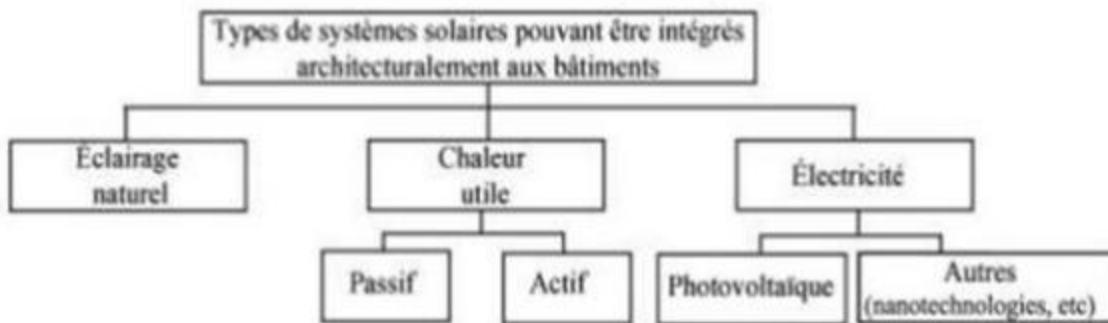 Types de systèmes solaires pouvant être intégrés
architecturalement aux bâtiments
Éclairage
naturel
Chaleur
utile
Électricité
Passif
Actif
Photovoltaïque
Autres
(nanotechnologies, etc)